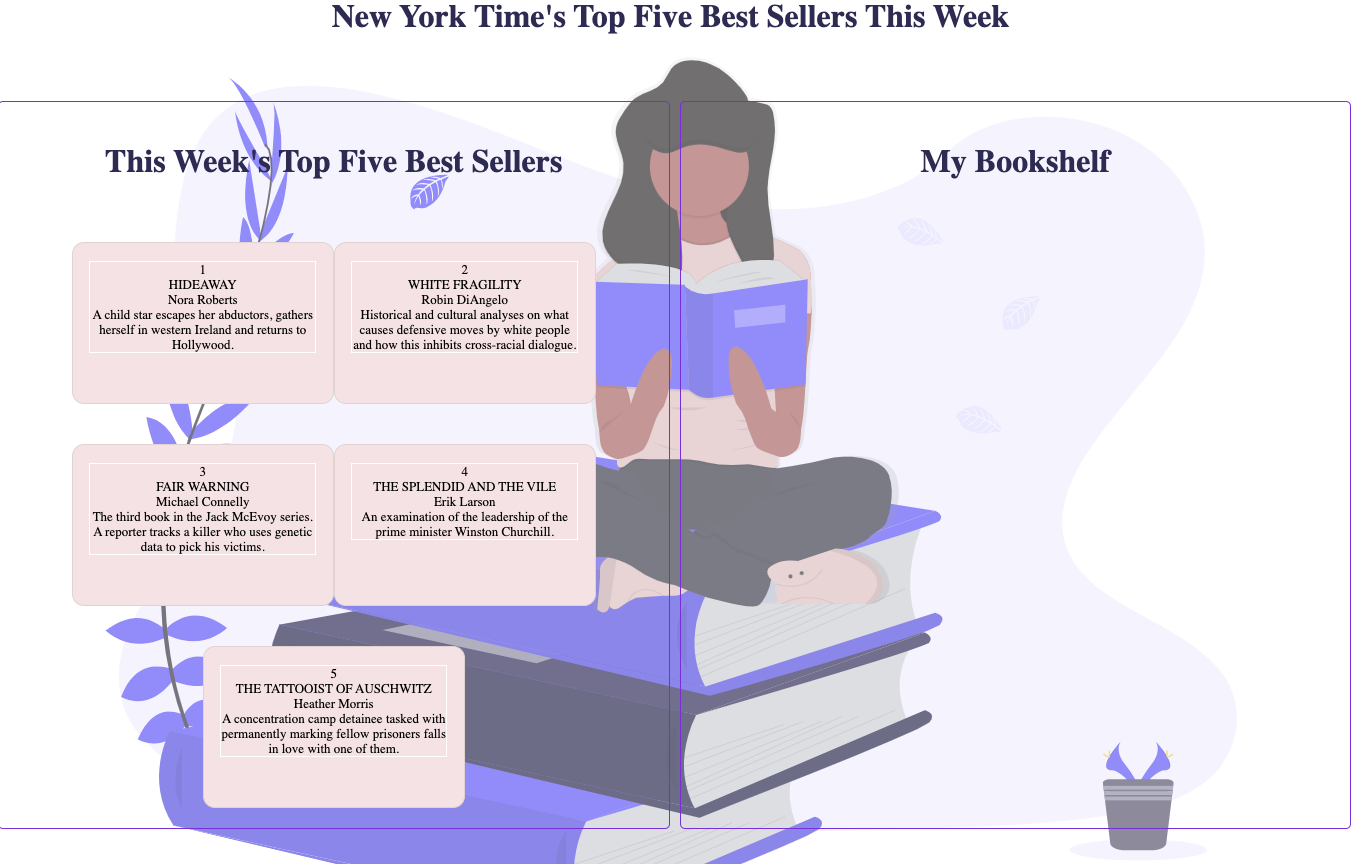 New York Time's Top Five Best Sellers This Week
This Week's Top Five Best Sellers
1
HIDEAWAY
Nora Roberts
A child star escapes her abductors, gathers
herself in western Ireland and returns to
Hollywood.
2
WHITE FRAGILITY
Robin DiAngelo
Historical and cultural analyses on what
causes defensive moves by white people
and how this inhibits cross-racial dialogue.
3
FAIR WARNING
Michael Connelly
The third book in the Jack McEvoy series.
A reporter tracks a killer who uses genetic
data to pick his victims.
4
THE SPLENDID AND THE VILE
Erik Larson
An examination of the leadership of the
prime minister Winston Churchill.
5
THE TATTOOIST OF AUSCHWITZ
Heather Morris
A concentration camp detainee tasked with
permanently marking fellow prisoners falls
in love with one of them.
My Bookshelf